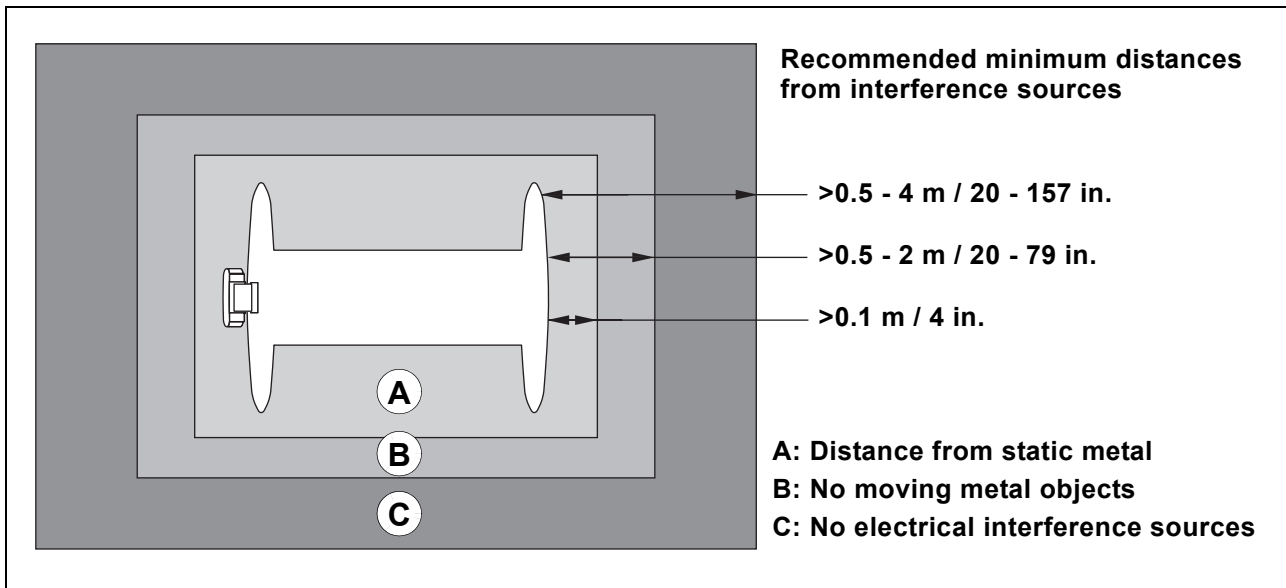 Recommended minimum distances
from interference sources
>0.5 - 4 m / 20 - 157 in.
>0.5 - 2 m / 20 - 79 in.
>0.1 m / 4 in.
A
B
C
A: Distance from static metal
B: No moving metal objects
C: No electrical interference sources